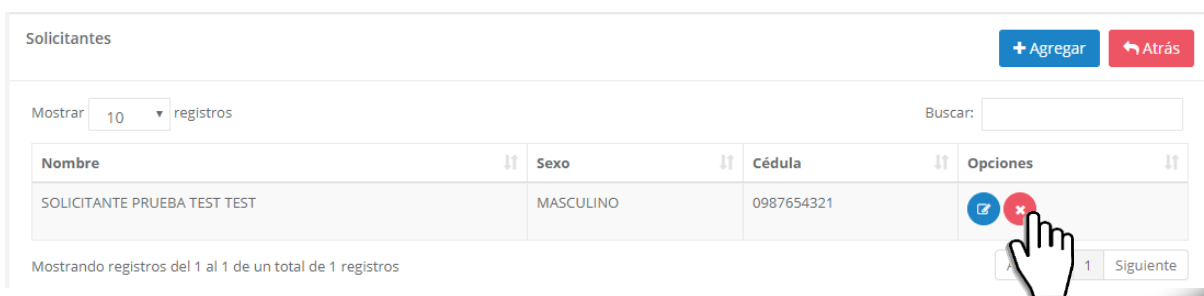 Solicitantes
Agregar
Atrás
Mostrar 10 registros
Buscar:
Nombre Sexo Cédula Opciones
SOLICITANTE PRUEBA TEST TEST MASCULINO 0987654321
Mostrando registros del 1 al 1 de un total de 1 registros
1 Siguiente